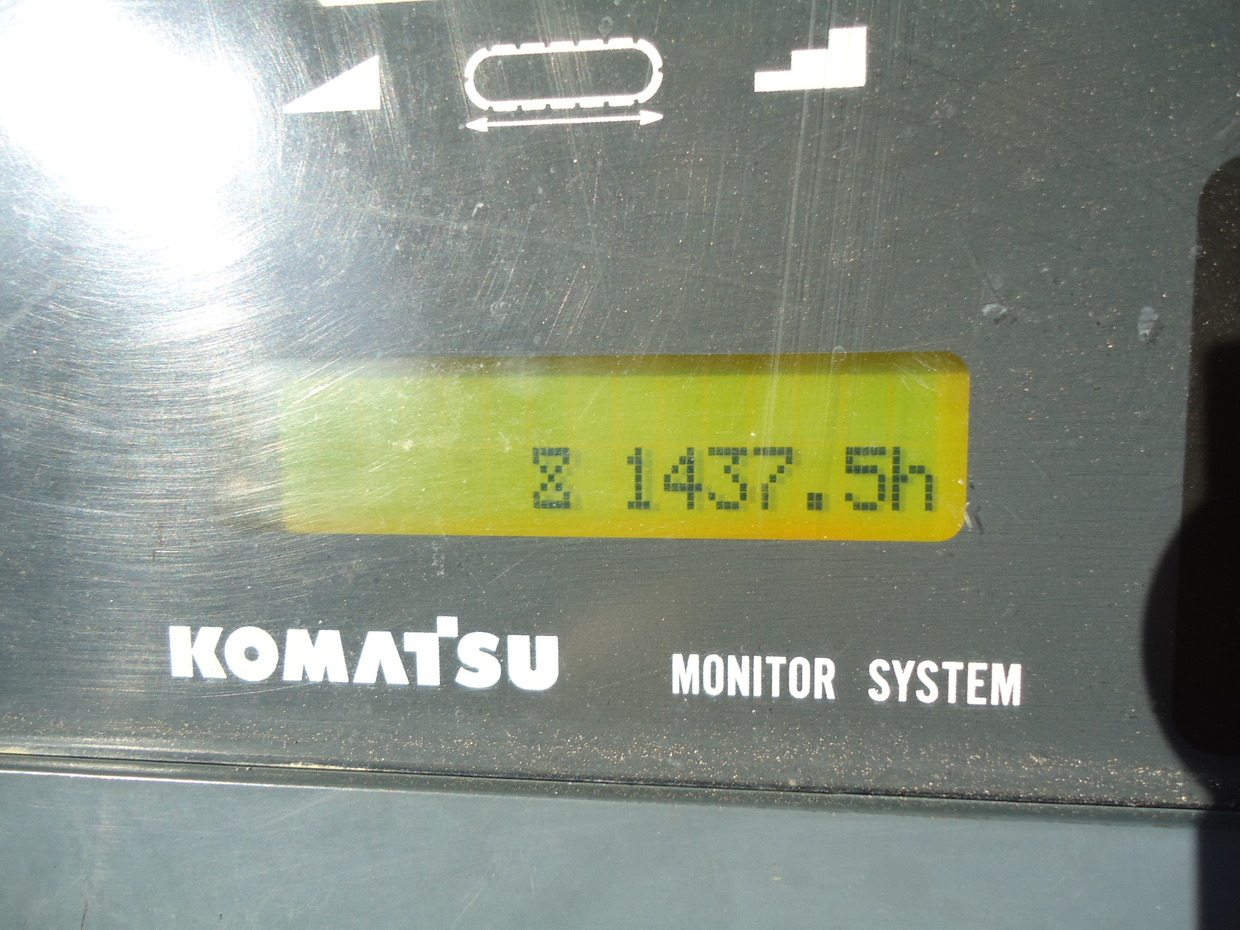 1437.5h
KOMATSU
MONITOR SYSTEM